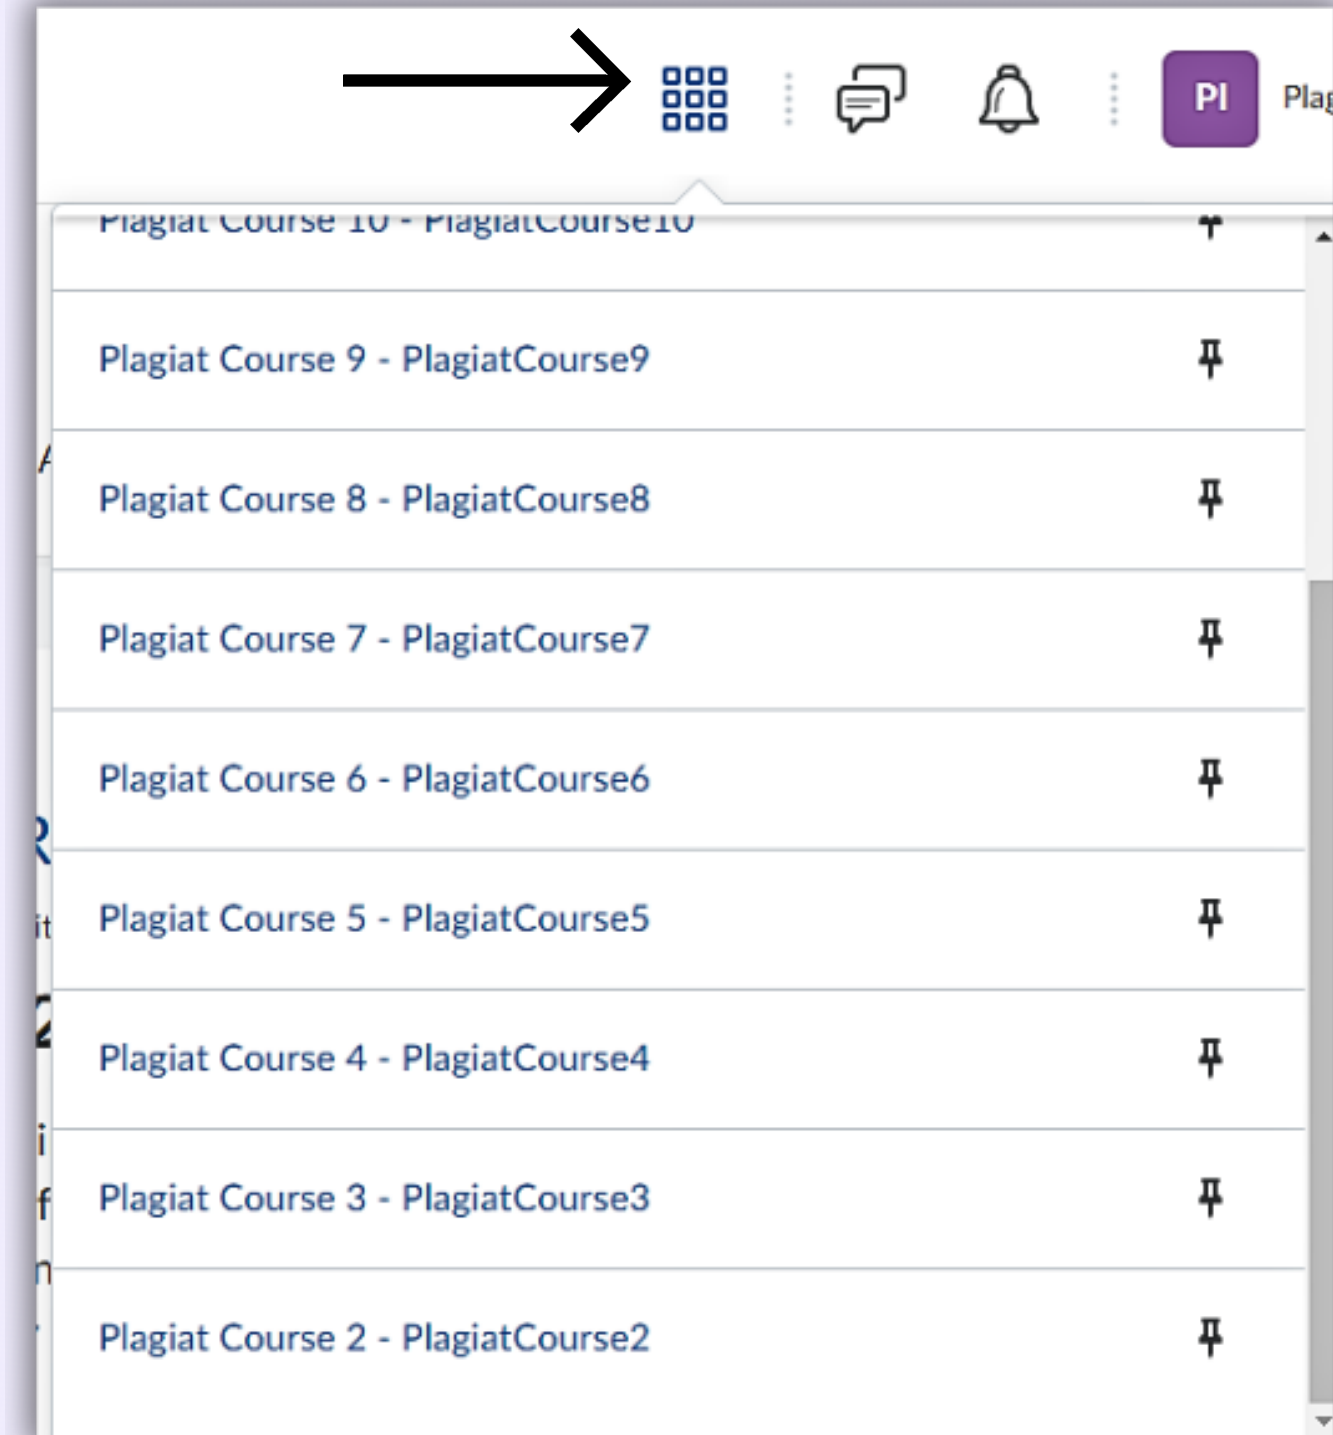 PI
Plagiat Course 10 - PlagiatCourse10
Plagiat Course 9 - PlagiatCourse9
Plagiat Course 8 - PlagiatCourse8
Plagiat Course 7 - PlagiatCourse7
Plagiat Course 6 - PlagiatCourse6
Plagiat Course 5 - PlagiatCourse5
Plagiat Course 4 - PlagiatCourse4
Plagiat Course 3 - PlagiatCourse3
Plagiat Course 2 - PlagiatCourse2